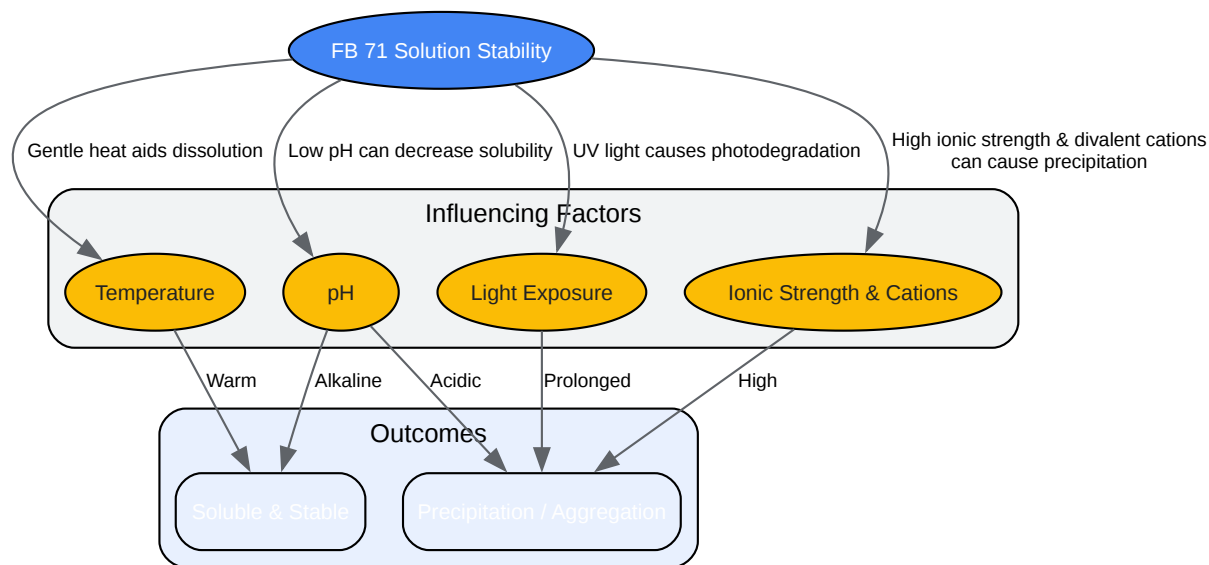 FB 71 Solution Stability
Gentle heat aids dissolution
Low pH can decrease solubility
UV light causes photodegradation
High ionic strength & divalent cations
can cause precipitation
Influencing Factors
Temperature
pH
Light Exposure
Ionic Strength & Cations
Warm
Alkaline
Acidic
Prolonged
High
Outcomes
Soluble & Stable
Precipitation / Aggregation